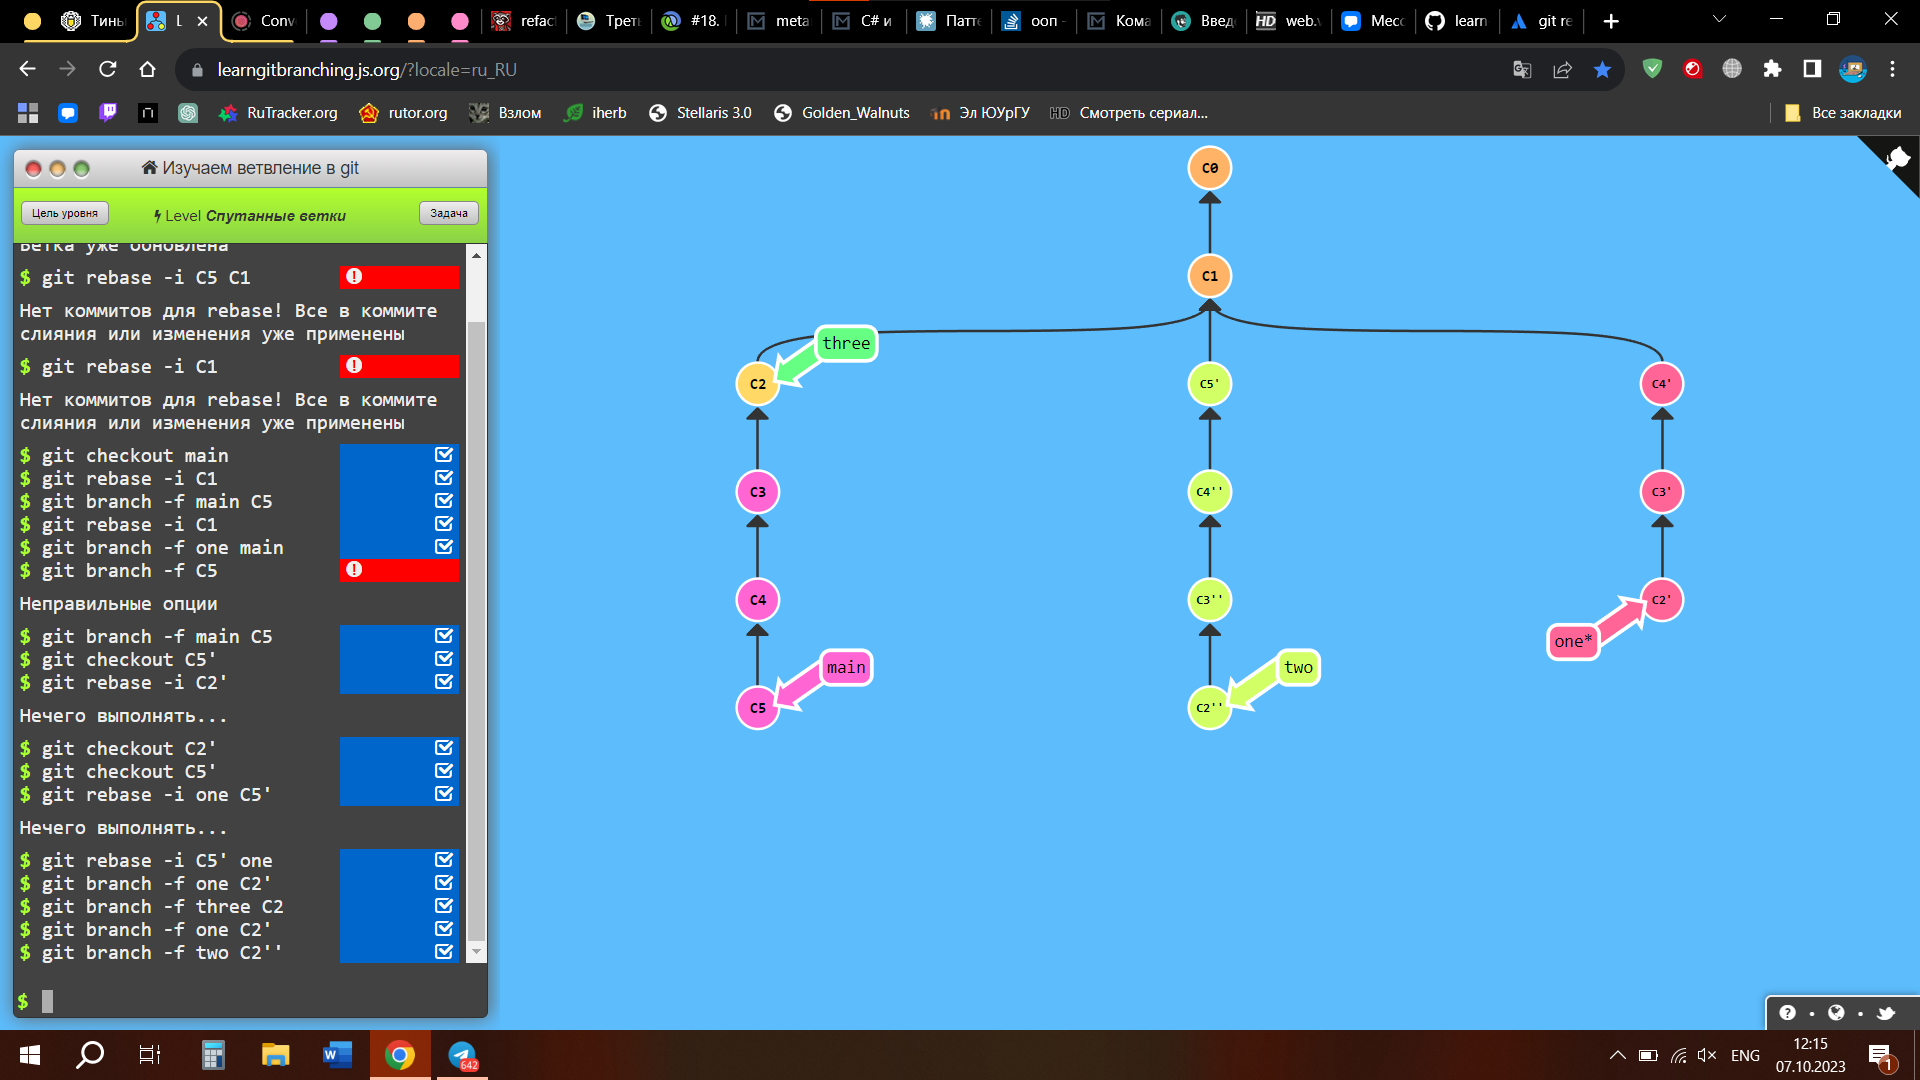 Тинь
L
Conv
refac
Треть
#18.
meta
C# и
Патте
ооп -
Кома
Введ
web.v
Месс
learn
git re
learngitbranching.js.org/?locale=ru_RU
RuTracker.org
rutor.org
Взлом
iherb
Stellaris 3.0
Golden_Walnuts
Эл ЮУрГУ
HD Смотреть сериал...
Все закладки
Изучаем ветвление в git
Цель уровня
Level Спутанные ветки
Задача
Ветка уже обновлена
$ git rebase -i C5 C1
Нет коммитов для rebase! Все в коммите
слияния или изменения уже применены
$ git rebase -i C1
Нет коммитов для rebase! Все в коммите
слияния или изменения уже применены
$ git checkout main
$ git rebase -i C1
$ git branch -f main C5
$ git rebase -i C1
$ git branch -f one main
$ git branch -f C5
Неправильные опции
$ git branch -f main C5
$ git checkout C5'
$ git rebase -i C2'
Нечего выполнять...
$ git checkout C2'
$ git checkout C5'
$ git rebase -i one C5'
Нечего выполнять...
$ git rebase -i C5' one
$ git branch -f one C2'
$ git branch -f three C2
$ git branch -f one C2'
$ git branch -f two C2''
$
C0
C1
three
C2
C5'
C4'
C3
C4''
C3'
C4
C3''
C2'
one*
main
two
C5
C2''
642
ENG
12:15
07.10.2023
1